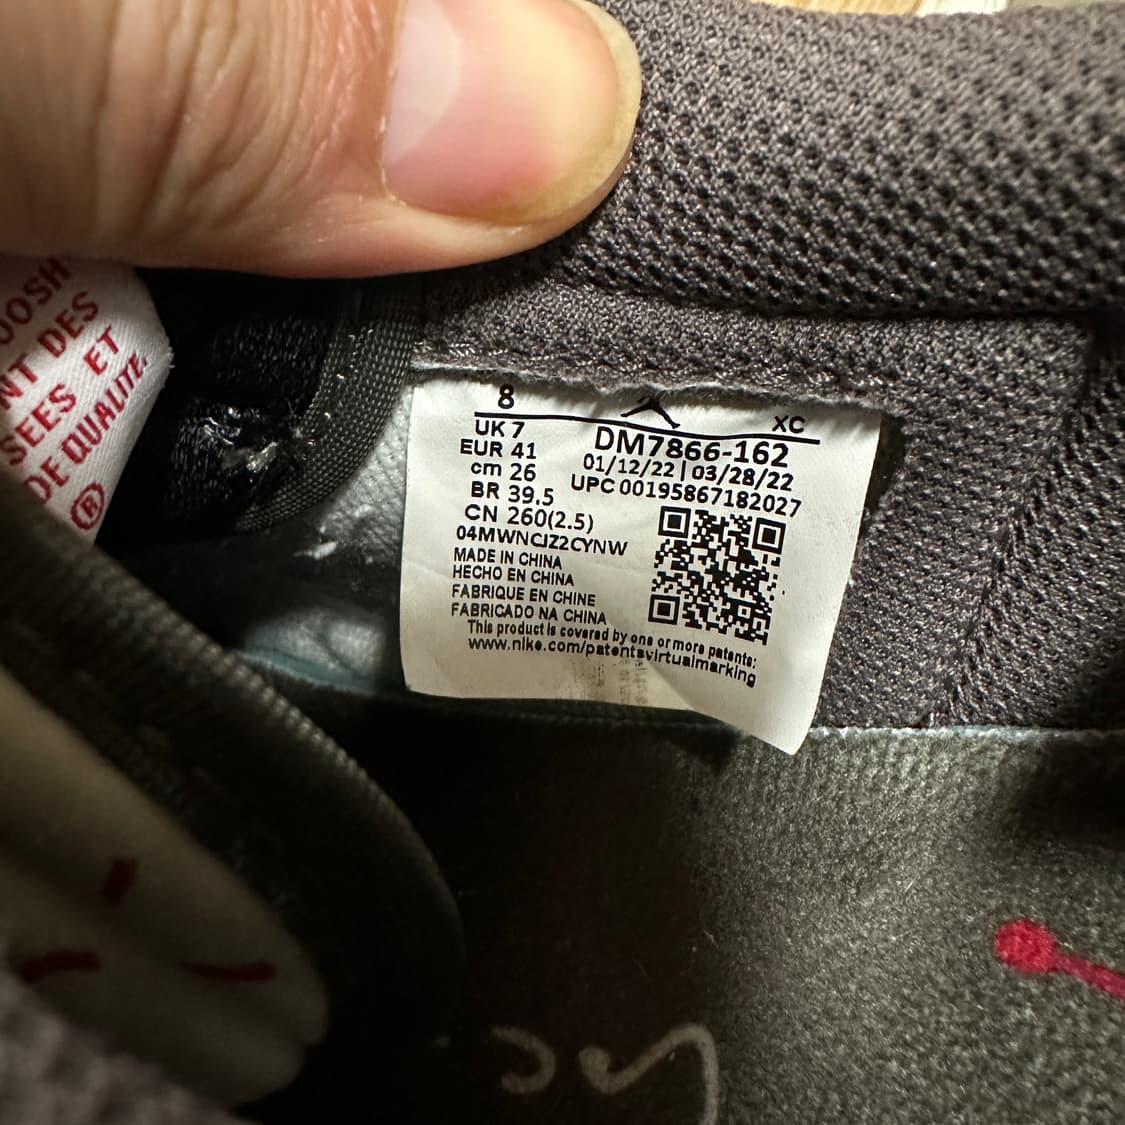 OOSH
NT DES
SEES ET
DE QUALITE.
®
8
XC
UK 7
EUR 41
cm 26
BR 39.5
CN 260(2.5)
DM7866-162
01/12/22 | 03/28/22
UPC 00195867182027
04MWNCJZ2CYNW
MADE IN CHINA
HECHO EN CHINA
FABRIQUE EN CHINE
FABRICADO NA CHINA
This product is covered by one or more patents:
www.nike.com/patentsvirtualmarking